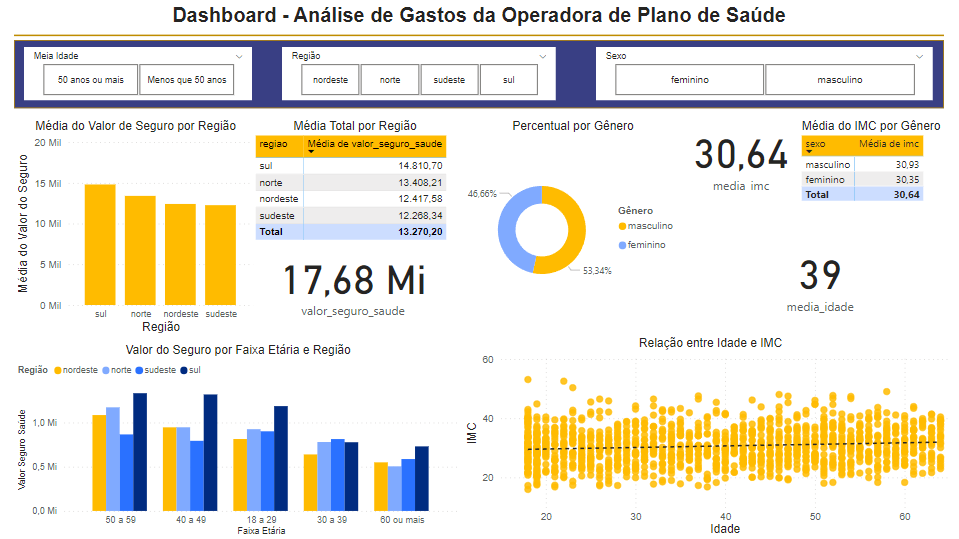 Dashboard - Análise de Gastos da Operadora de Plano de Saúde
Meia Idade
50 anos ou mais
Menos que 50 anos
Região
nordeste
norte
sudeste
sul
Sexo
feminino
masculino
Média do Valor de Seguro por Região
Média do Valor do Seguro
20 Mil
15 Mil
10 Mil
5 Mil
0 Mil
sul
norte
nordeste
sudeste
Região
Média Total por Região
regiao Média de valor_seguro_saude
sul 14.810,70
norte 13.408,21
nordeste 12.417,58
sudeste 12.268,34
Total 13.270,20
17,68 Mi
valor_seguro_saude
Percentual por Gênero
46,66%
53,34%
Gênero
masculino
feminino
30,64
media_imc
Média do IMC por Gênero
sexo Média de imc
masculino 30,93
feminino 30,35
Total 30,64
39
media_idade
Valor do Seguro por Faixa Etária e Região
Região nordeste norte sudeste sul
Valor Seguro Saúde
1,0 Mi
0,5 Mi
0,0 Mi
50 a 59
40 a 49
18 a 29
30 a 39
60 ou mais
Faixa Etária
Relação entre Idade e IMC
IMC
60
40
20
20
30
40
50
60
Idade